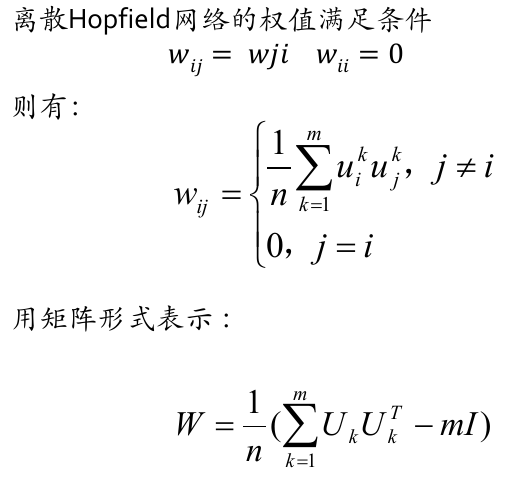 离散Hopfield网络的权值满足条件
w_{ij} = wji   w_{ii} = 0
则有:
w_{ij} = \begin{cases} \frac{1}{n} \sum_{k=1}^{m} u_i^k u_j^k， j \neq i \\ 0， j = i \end{cases}
用矩阵形式表示:
W = \frac{1}{n} (\sum_{k=1}^{m} U_k U_k^T - mI)